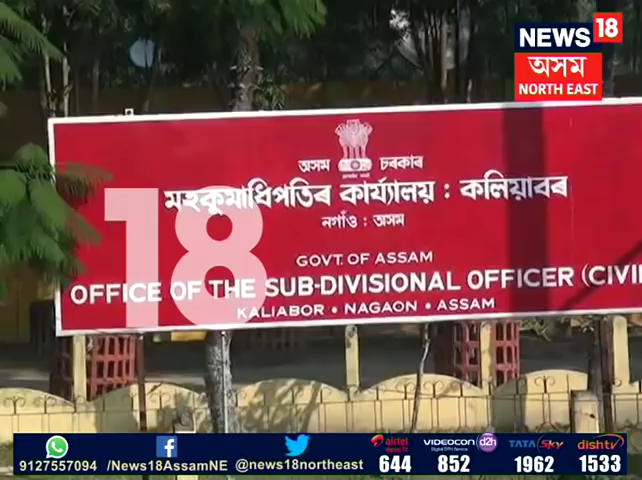 NEWS 18
অসম
NORTH EAST
অসম চৰকাৰ
মহকুমাধিপতিৰ কাৰ্য্যালয় : কলিয়াবৰ
নগাঁও : অসম
18
GOVT. OF ASSAM
OFFICE OF THE SUB-DIVISIONAL OFFICER (CIVI
KALIABOR • NAGAON • ASSAM
9127557094 /News18AssamNE @news18northeast
airtel 644
VIDEOCON d2h 852
TATA Sky 1962
dishtv 1533